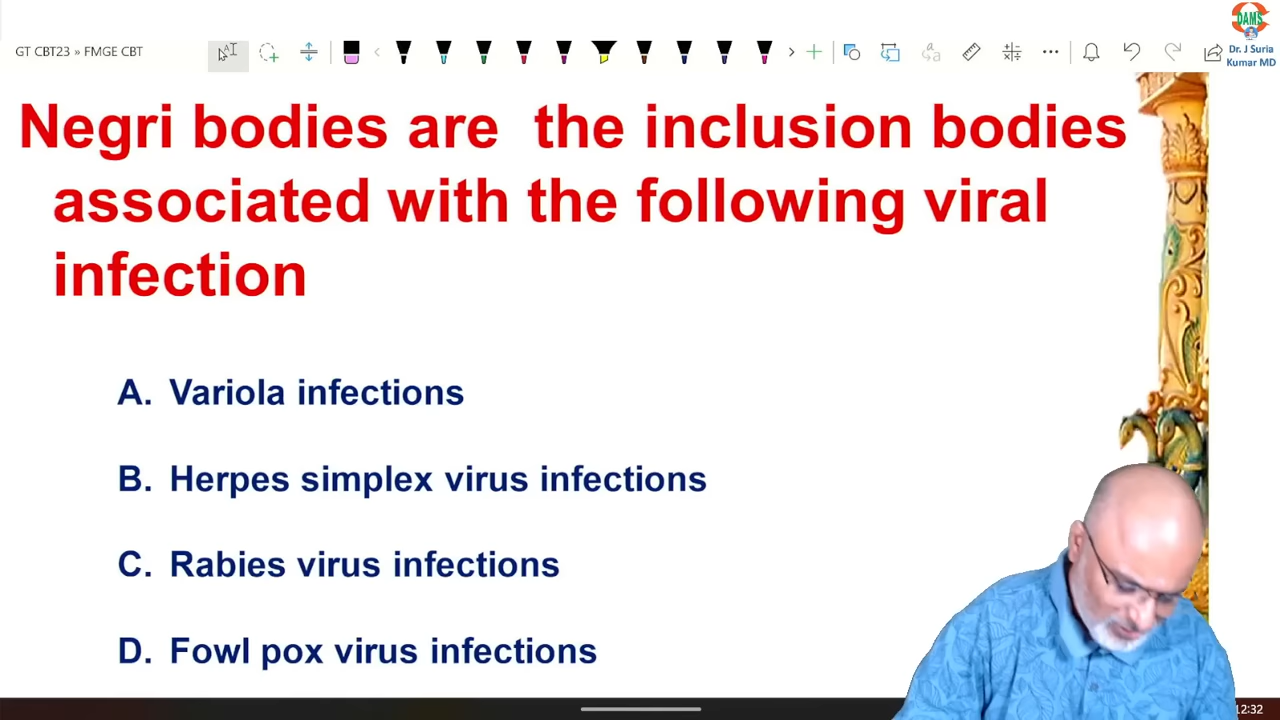 DAMS
GT CBT23 » FMGE CBT
Dr. J Suria
Kumar MD
Negri bodies are the inclusion bodies
associated with the following viral
infection
A. Variola infections
B. Herpes simplex virus infections
C. Rabies virus infections
D. Fowl pox virus infections
12:32